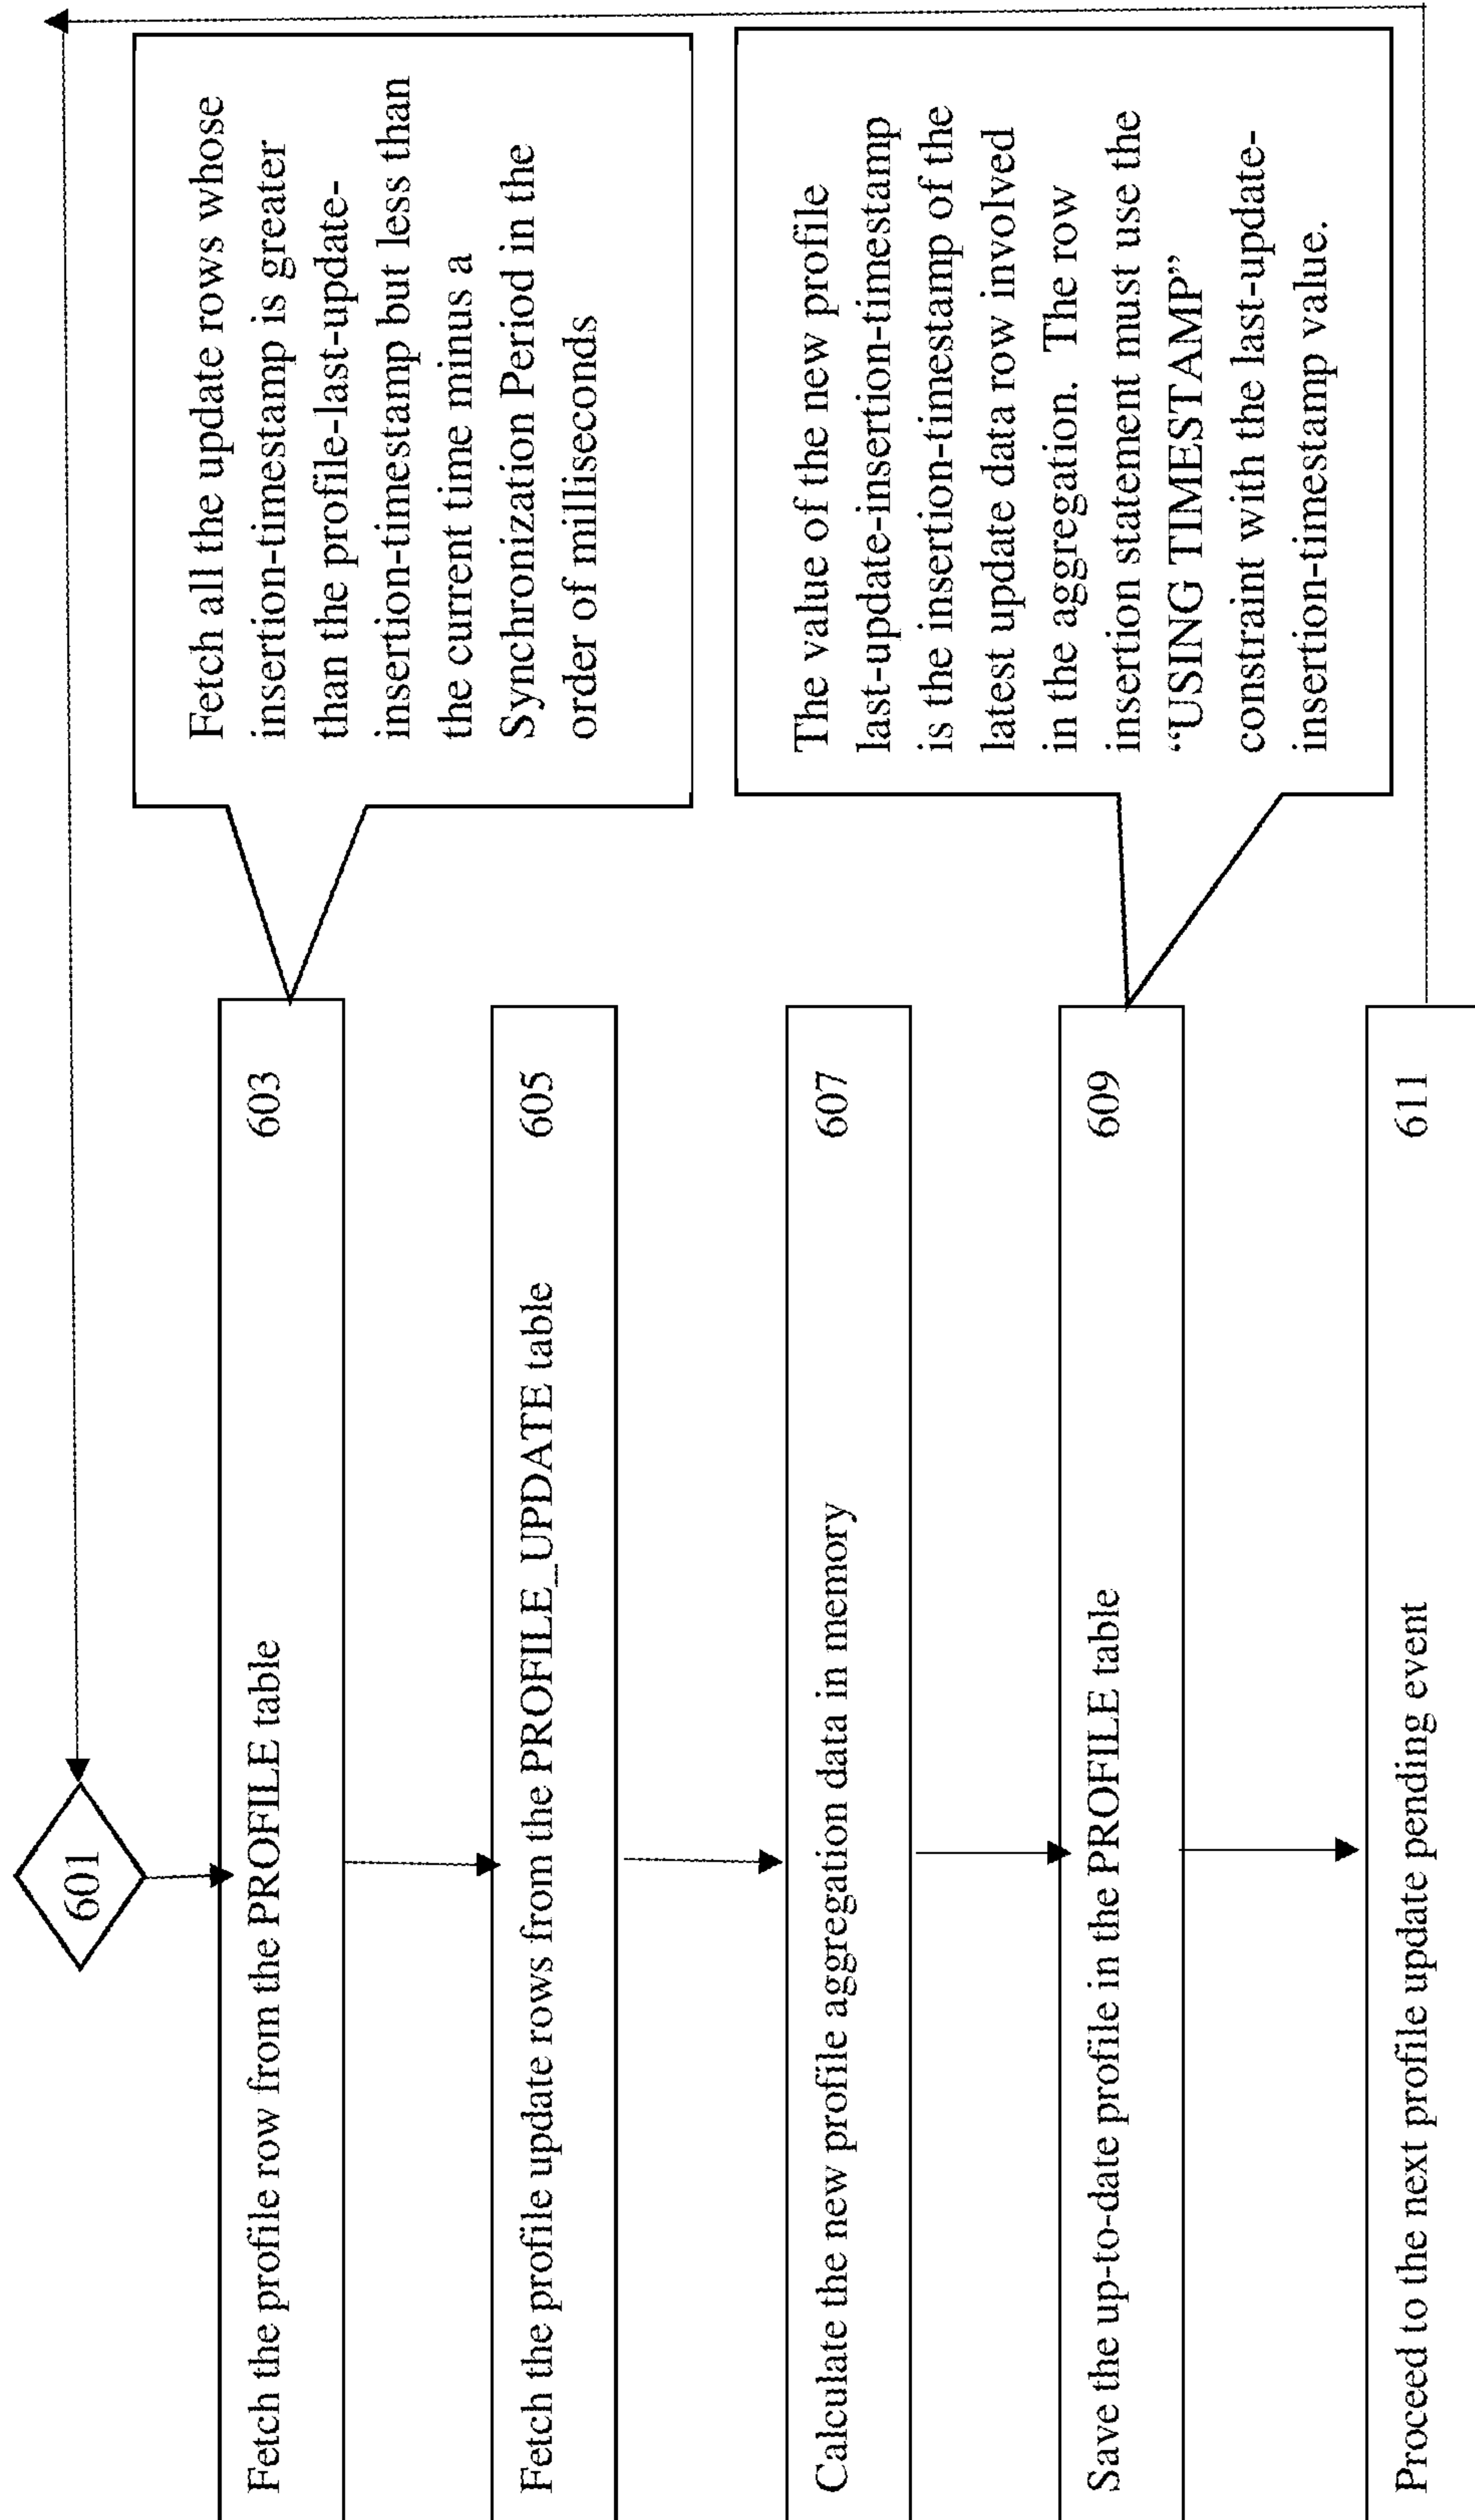 601
Fetch the profile row from the PROFILE table 603
Fetch all the update rows whose
insertion-timestamp is greater
than the profile-last-update-
insertion-timestamp but less than
the current time minus a
Synchronization Period in the
order of milliseconds
Fetch the profile update rows from the PROFILE_UPDATE table 605
Calculate the new profile aggregation data in memory 607
Save the up-to-date profile in the PROFILE table 609
The value of the new profile
last-update-insertion-timestamp
is the insertion-timestamp of the
latest update data row involved
in the aggregation. The row
insertion statement must use the
“USING TIMESTAMP”
constraint with the last-update-
insertion-timestamp value.
Proceed to the next profile update pending event 611